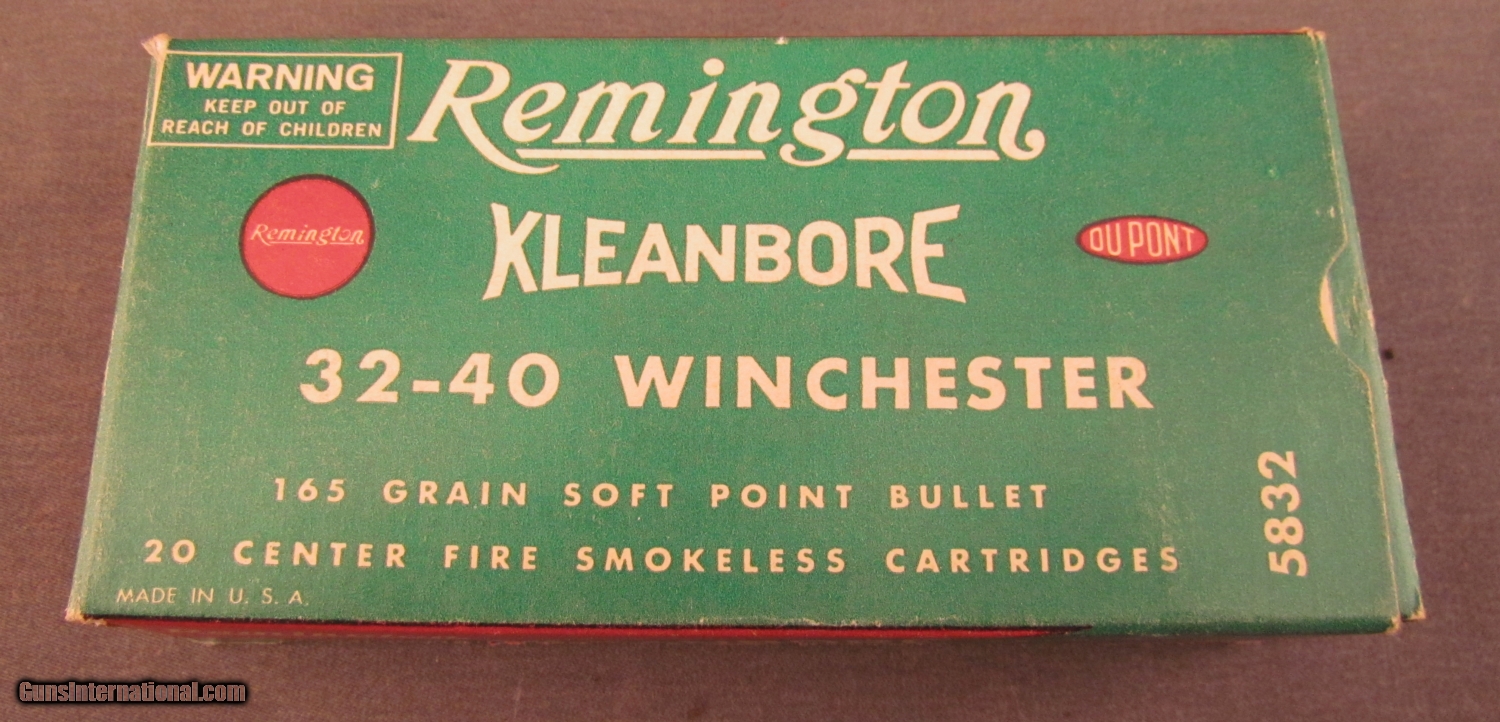 WARNING
KEEP OUT OF
REACH OF CHILDREN
Remington
Remington
KLEANBORE
DU PONT
32-40 WINCHESTER
165 GRAIN SOFT POINT BULLET
20 CENTER FIRE SMOKELESS CARTRIDGES
5832
MADE IN U. S. A.
GunsInternational.com